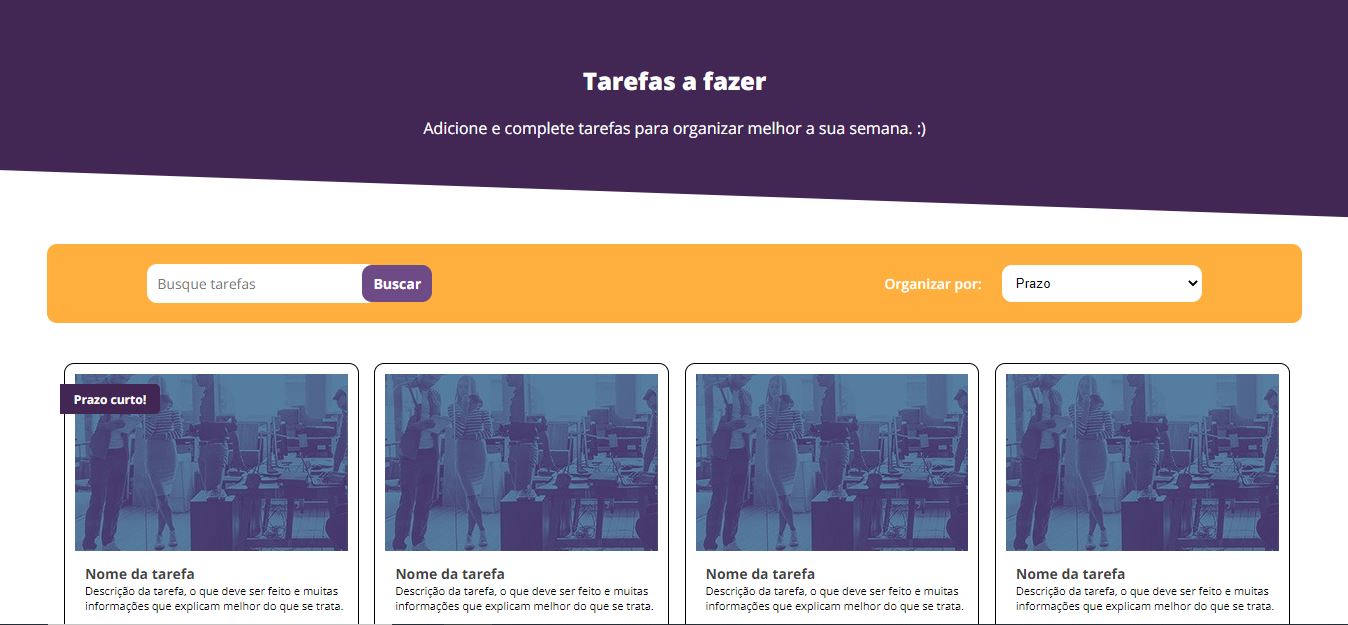 Tarefas a fazer
Adicione e complete tarefas para organizar melhor a sua semana. :)
Busque tarefas
Buscar
Organizar por:
Prazo
Prazo curto!
Nome da tarefa
Descrição da tarefa, o que deve ser feito e muitas
informações que explicam melhor do que se trata.
Nome da tarefa
Descrição da tarefa, o que deve ser feito e muitas
informações que explicam melhor do que se trata.
Nome da tarefa
Descrição da tarefa, o que deve ser feito e muitas
informações que explicam melhor do que se trata.
Nome da tarefa
Descrição da tarefa, o que deve ser feito e muitas
informações que explicam melhor do que se trata.